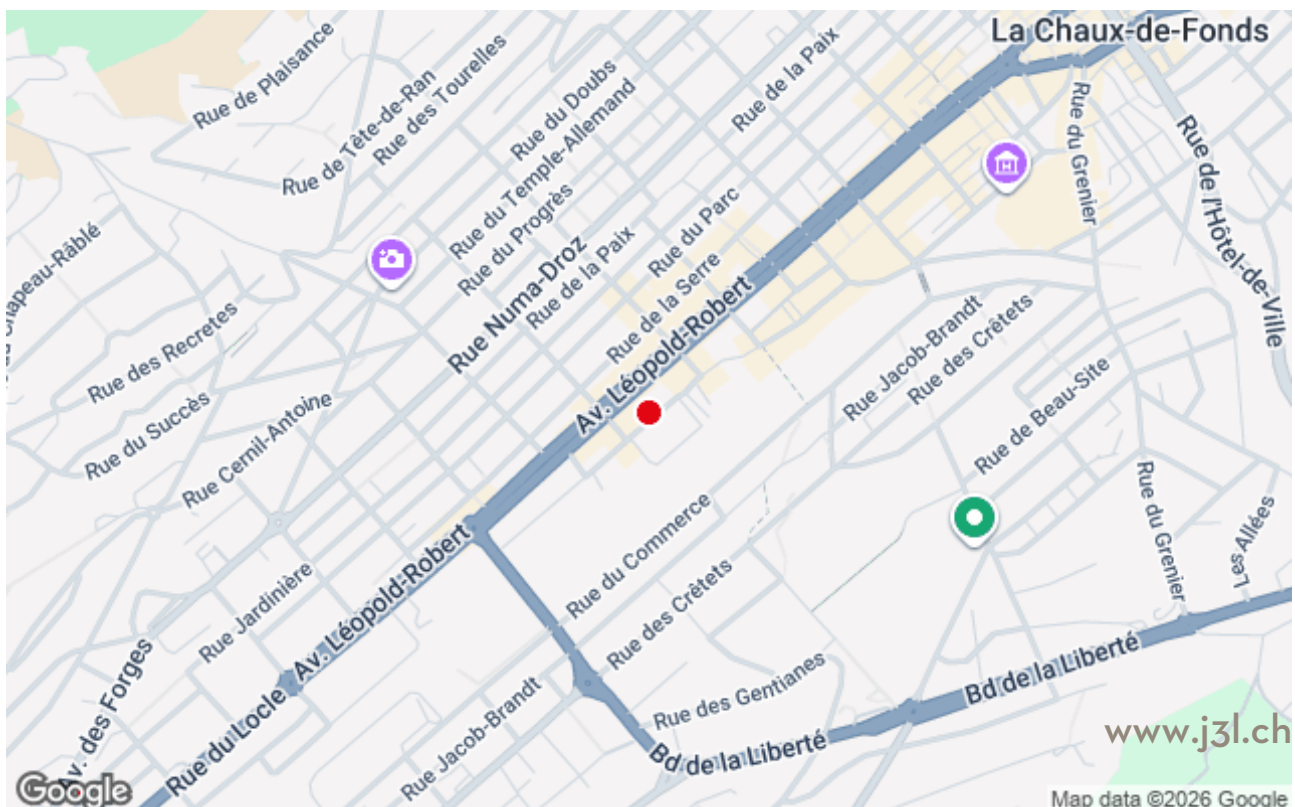 La Chaux-de-Fonds
Rue de Plaisance
Rue de Tête-de-Ran
Rue des Tourelles
Rue du Doubs
Rue du Temple-Allemand
Rue du Progrès
Rue de la Paix
Rue de la Paix
Rue Numa-Droz
Rue du Parc
Rue de la Serre
Av. Léopold-Robert
Rue du Grenier
Rue de l'Hôtel-de-Ville
Chapeau-Râblé
Rue des Recretes
Rue du Succès
Rue Cernil-Antoine
Rue Jacob-Brandt
Rue des Crêtets
Rue de Beau-Site
Rue du Grenier
Les Allées
Rue du Commerce
Rue des Crêtets
Rue Jardinière
Av. Léopold-Robert
Av. des Forges
Rue du Locle
Rue Jacob-Brandt
Rue des Gentianes
Bd de la Liberté
Bd de la Liberté
www.j3l.ch
Google
Map data ©2026 Google